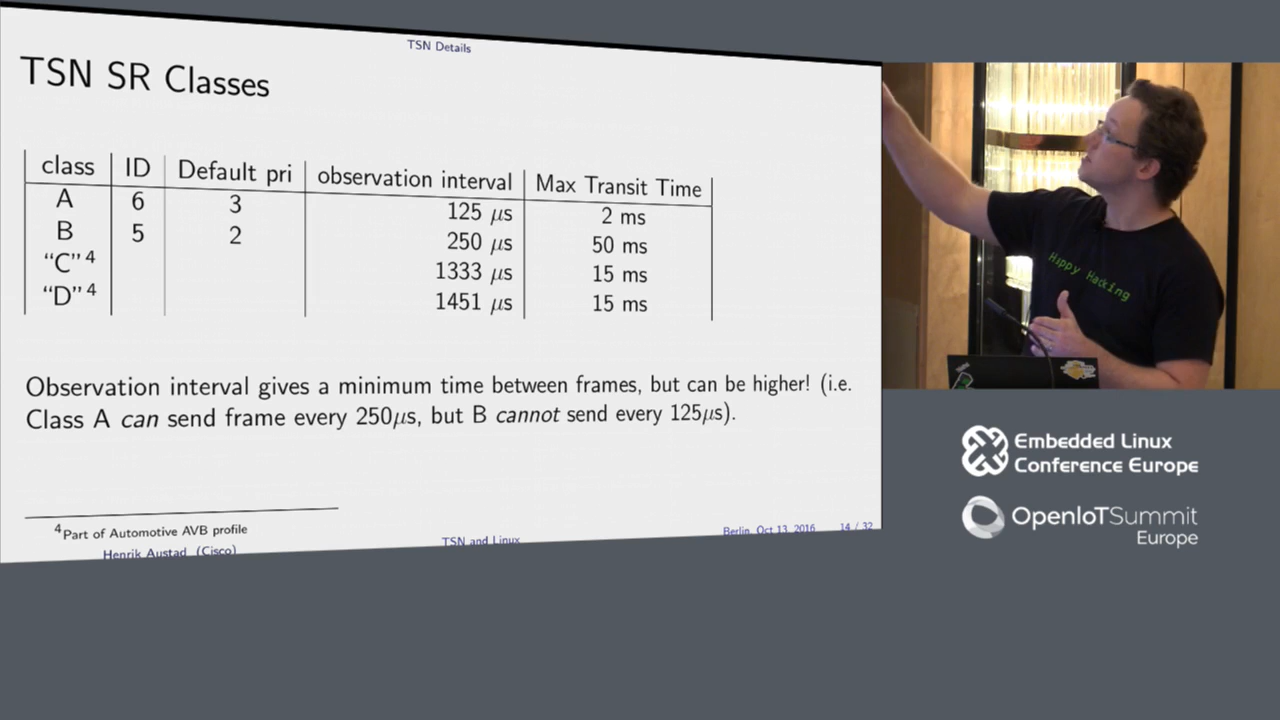 TSN Details
TSN SR Classes
class ID Default pri observation interval Max Transit Time
A 6 3 125 μs 2 ms
B 5 2 250 μs 50 ms
“C” 4 1333 μs 15 ms
“D” 4 1451 μs 15 ms
Observation interval gives a minimum time between frames, but can be higher! (i.e.
Class A can send frame every 250μs, but B cannot send every 125μs).
4 Part of Automotive AVB profile
Henrik Austad (Cisco)
TSN and Linux
Berlin, Oct 13, 2016
14 / 32
Happy Hacking
Embedded Linux
Conference Europe
OpenIoTSummit
Europe